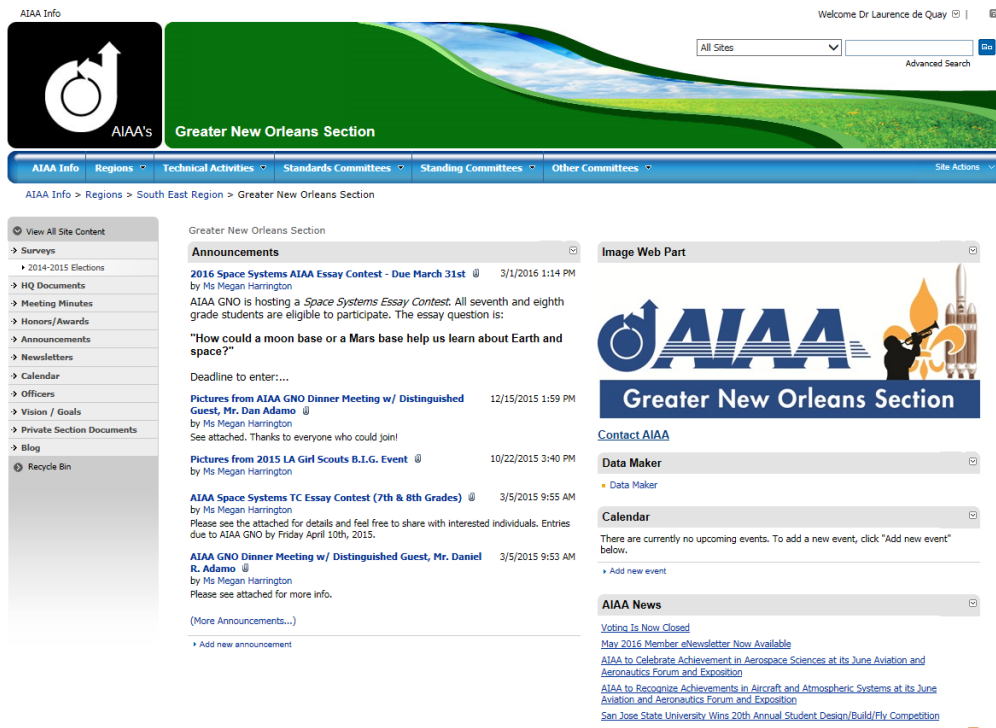 AIAA Info
Welcome Dr Laurence de Quay
All Sites
Go
Advanced Search
AIAA's
Greater New Orleans Section
AIAA Info Regions Technical Activities Standards Committees Standing Committees Other Committees Site Actions
AIAA Info > Regions > South East Region > Greater New Orleans Section
View All Site Content
Surveys
2014-2015 Elections
HQ Documents
Meeting Minutes
Honors/Awards
Announcements
Newsletters
Calendar
Officers
Vision / Goals
Private Section Documents
Blog
Recycle Bin
Greater New Orleans Section
Announcements
2016 Space Systems AIAA Essay Contest - Due March 31st 3/1/2016 1:14 PM
by Ms Megan Harrington
AIAA GNO is hosting a Space Systems Essay Contest. All seventh and eighth
grade students are eligible to participate. The essay question is:
"How could a moon base or a Mars base help us learn about Earth and
space?"
Deadline to enter:...
Pictures from AIAA GNO Dinner Meeting w/ Distinguished 12/15/2015 1:59 PM
Guest, Mr. Dan Adamo
by Ms Megan Harrington
See attached. Thanks to everyone who could join!
Pictures from 2015 LA Girl Scouts B.I.G. Event 10/22/2015 3:40 PM
by Ms Megan Harrington
AIAA Space Systems TC Essay Contest (7th & 8th Grades) 3/5/2015 9:55 AM
by Ms Megan Harrington
Please see the attached for details and feel free to share with interested individuals. Entries
due to AIAA GNO by Friday April 10th, 2015.
AIAA GNO Dinner Meeting w/ Distinguished Guest, Mr. Daniel 3/5/2015 9:53 AM
R. Adamo
by Ms Megan Harrington
Please see attached for more info.
(More Announcements...)
Add new announcement
Image Web Part
AIAA
Greater New Orleans Section
Contact AIAA
Data Maker
Data Maker
Calendar
There are currently no upcoming events. To add a new event, click "Add new event"
below.
Add new event
AIAA News
Voting Is Now Closed
May 2016 Member eNewsletter Now Available
AIAA to Celebrate Achievement in Aerospace Sciences at its June Aviation and
Aeronautics Forum and Exposition
AIAA to Recognize Achievements in Aircraft and Atmospheric Systems at its June
Aviation and Aeronautics Forum and Exposition
San Jose State University Wins 20th Annual Student Design/Build/Fly Competition